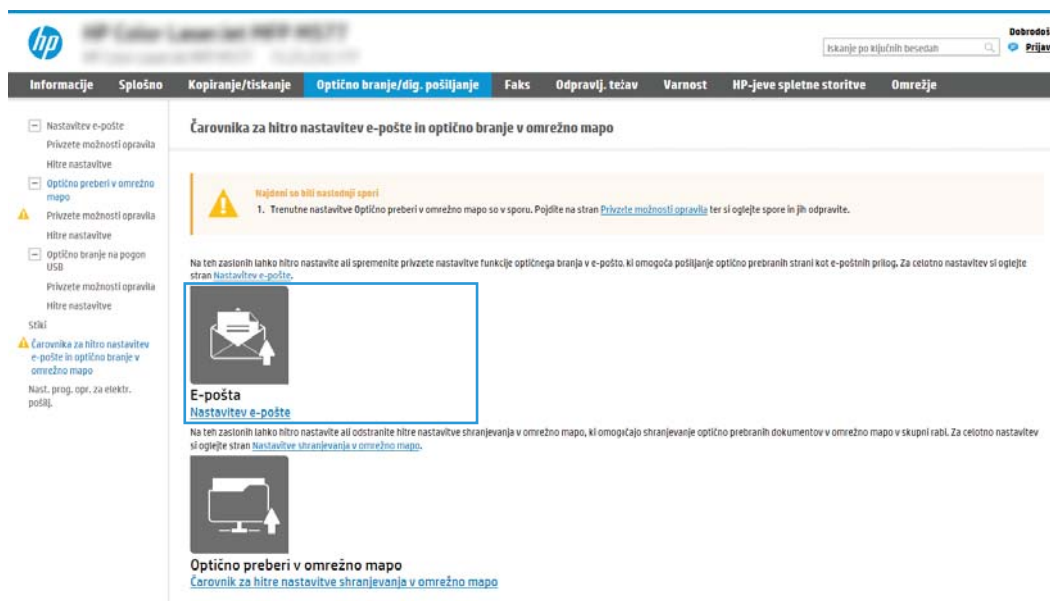 hp
Iskanje po ključnih besedah
Dobrodoš
Prijav
Informacije Splošno Kopiranje/tiskanje Optično branje/dig. pošiljanje Faks Odpravlj. težav Varnost HP-jeve spletne storitve Omrežje
Nastavitev e-pošte
Privzete možnosti opravila
Hitre nastavitve
Optično preberi v omrežno
mapo
Privzete možnosti opravila
Hitre nastavitve
Optično branje na pogon
USB
Privzete možnosti opravila
Hitre nastavitve
Stiki
Čarovnika za hitro nastavitev
e-pošte in optično branje v
omrežno mapo
Nast. prog. opr. za elektr.
pošilj.
Čarovnika za hitro nastavitev e-pošte in optično branje v omrežno mapo
Najdeni so bili naslednji spori
1. Trenutne nastavitve Optično preberi v omrežno mapo so v sporu. Pojdite na stran Privzete možnosti opravila ter si oglejte spore in jih odpravite.
Na teh zaslonih lahko hitro nastavite ali spremenite privzete nastavitve funkcije optičnega branja v e-pošto, ki omogoča pošiljanje optično prebranih strani kot e-poštnih prilog. Za celotno nastavitev si oglejte
stran Nastavitev e-pošte.
E-pošta
Nastavitev e-pošte
Na teh zaslonih lahko hitro nastavite ali odstranite hitre nastavitve shranjevanja v omrežno mapo, ki omogočajo shranjevanje optično prebranih dokumentov v omrežno mapo v skupni rabi. Za celotno nastavitev
si oglejte stran Nastavitve shranjevanja v omrežno mapo.
Optično preberi v omrežno mapo
Čarovnik za hitre nastavitve shranjevanja v omrežno mapo